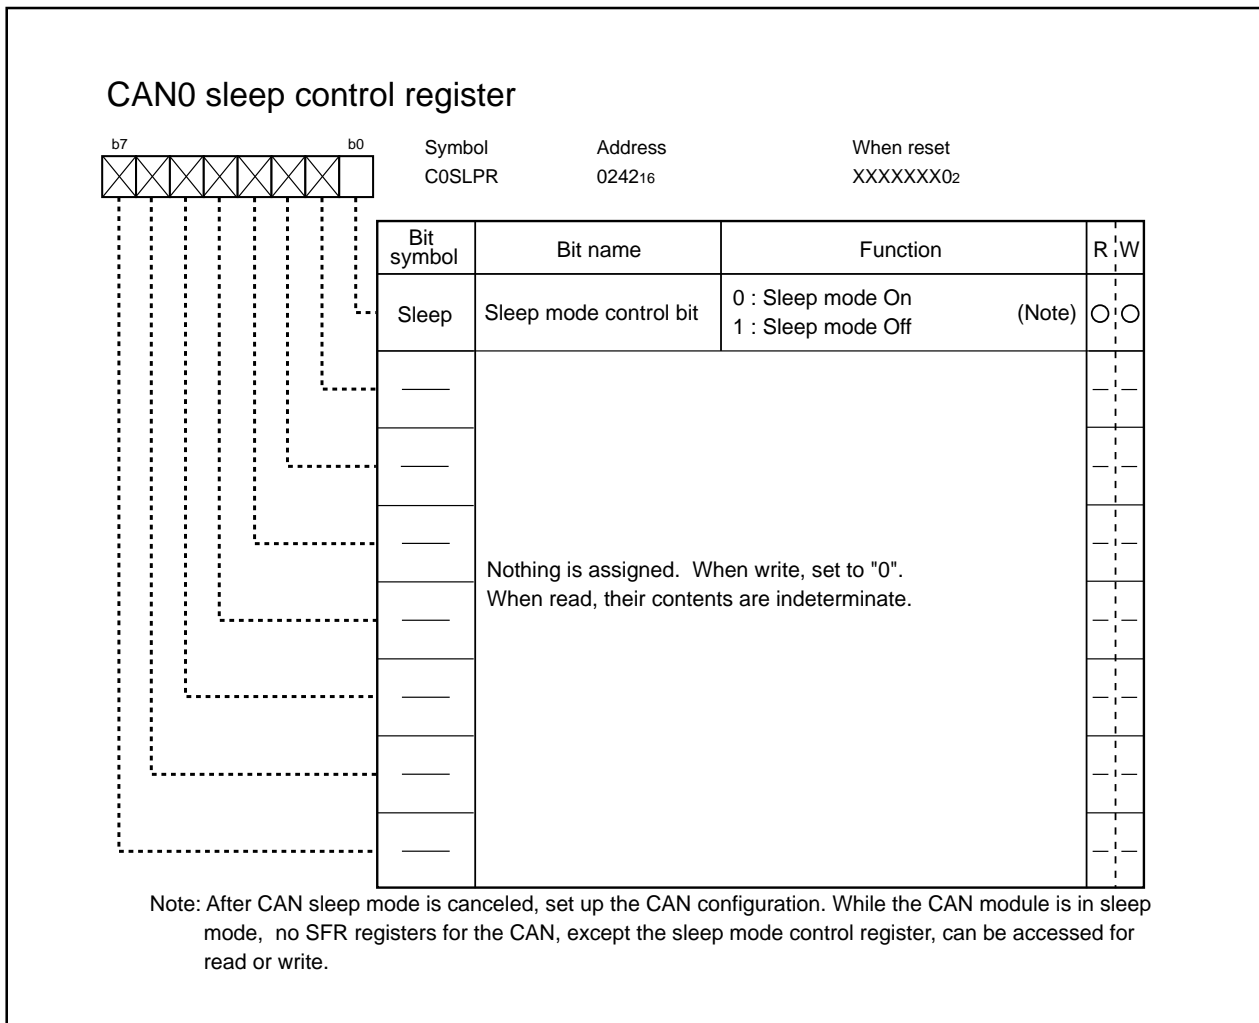 CAN0 sleep control register
b7 b0
Symbol Address When reset
C0SLPR 024216 XXXXXXX02
Bit symbol Bit name Function R W
Sleep Sleep mode control bit 0 : Sleep mode On (Note) ○ ○
1 : Sleep mode Off
Nothing is assigned. When write, set to "0".
When read, their contents are indeterminate.
Note: After CAN sleep mode is canceled, set up the CAN configuration. While the CAN module is in sleep
mode, no SFR registers for the CAN, except the sleep mode control register, can be accessed for
read or write.